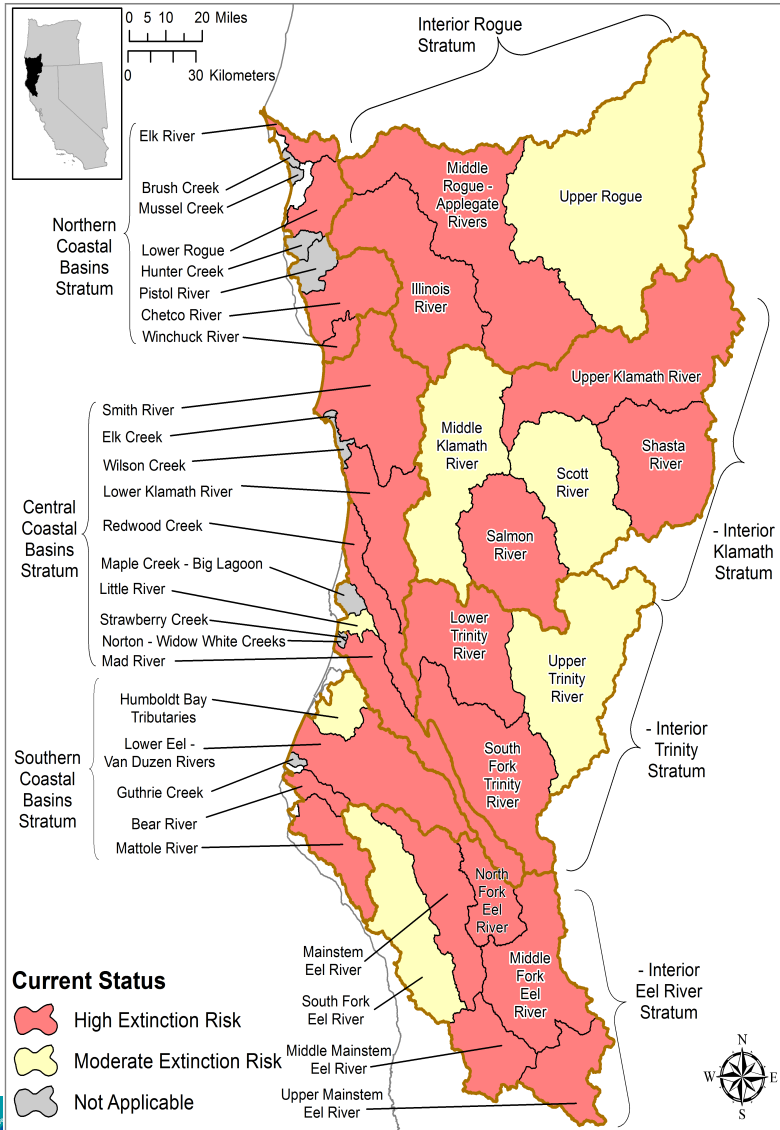 0 5 10 20 Miles
0 30 Kilometers
Interior Rogue
Stratum
Elk River
Brush Creek
Mussel Creek
Northern
Coastal
Basins
Stratum
Lower Rogue
Hunter Creek
Pistol River
Chetco River
Winchuck River
Middle
Rogue -
Applegate
Rivers
Upper Rogue
Illinois
River
Upper Klamath River
Smith River
Elk Creek
Wilson Creek
Lower Klamath River
Central
Coastal
Basins
Stratum
Redwood Creek
Maple Creek - Big Lagoon
Little River
Strawberry Creek
Norton - Widow White Creeks
Mad River
Middle
Klamath
River
Scott
River
Shasta
River
Salmon
River
- Interior
Klamath
Stratum
Lower
Trinity
River
Upper
Trinity
River
South
Fork
Trinity
River
- Interior
Trinity
Stratum
Humboldt Bay
Tributaries
Lower Eel -
Van Duzen Rivers
Southern
Coastal
Basins
Stratum
Guthrie Creek
Bear River
Mattole River
North
Fork
Eel
River
Middle
Fork
Eel
River
Mainstem
Eel River
South Fork
Eel River
Middle Mainstem
Eel River
Upper Mainstem
Eel River
- Interior
Eel River
Stratum
Current Status
High Extinction Risk
Moderate Extinction Risk
Not Applicable
N
W E
S